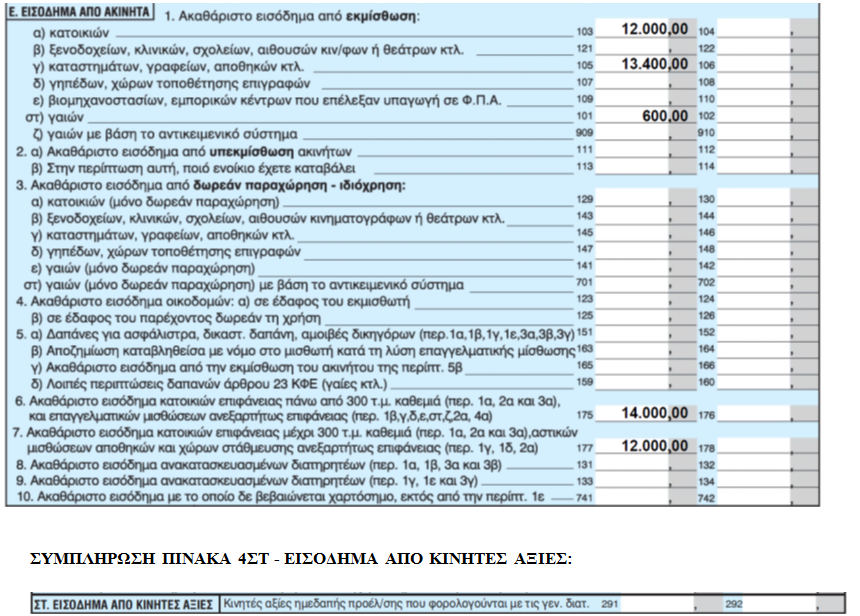 Ε. ΕΙΣΟΔΗΜΑ ΑΠΟ ΑΚΙΝΗΤΑ 1. Ακαθάριστο εισόδημα από εκμίσθωση:
α) κατοικιών 103 12.000,00 104 ,
β) ξενοδοχείων, κλινικών, σχολείων, αιθουσών κιν/φων ή θεάτρων κτλ. 121 , 122 ,
γ) καταστημάτων, γραφείων, αποθηκών κτλ. 105 13.400,00 106 ,
δ) γηπέδων, χώρων τοποθέτησης επιγραφών 107 , 108 ,
ε) βιομηχανοστασίων, εμπορικών κέντρων που επέλεξαν υπαγωγή σε Φ.Π.Α. 109 , 110 ,
στ) γαιών 101 600,00 102 ,
ζ) γαιών με βάση το αντικειμενικό σύστημα 909 , 910 ,
2. α) Ακαθάριστο εισόδημα από υπεκμίσθωση ακινήτων 111 , 112 ,
β) Στην περίπτωση αυτή, ποιό ενοίκιο έχετε καταβάλει 113 , 114 ,
3. Ακαθάριστο εισόδημα από δωρεάν παραχώρηση - ιδιόχρηση:
α) κατοικιών (μόνο δωρεάν παραχώρηση) 129 , 130 ,
β) ξενοδοχείων, κλινικών, σχολείων, αιθουσών κινηματογράφων ή θεάτρων κτλ. 143 , 144 ,
γ) καταστημάτων, γραφείων, αποθηκών κτλ. 145 , 146 ,
δ) γηπέδων, χώρων τοποθέτησης επιγραφών 147 , 148 ,
ε) γαιών (μόνο δωρεάν παραχώρηση) 141 , 142 ,
στ) γαιών (μόνο δωρεάν παραχώρηση) με βάση το αντικειμενικό σύστημα 701 , 702 ,
4. Ακαθάριστο εισόδημα οικοδομών: α) σε έδαφος του εκμισθωτή 123 , 124 ,
β) σε έδαφος του παρέχοντος δωρεάν τη χρήση 125 , 126 ,
5. α) Δαπάνες για ασφάλιστρα, δικαστ. δαπάνη, αμοιβές δικηγόρων (περ.1α,1β,1γ,1ε,3α,3β,3γ) 151 , 152 ,
β) Αποζημίωση καταβληθείσα με νόμο στο μισθωτή κατά τη λύση επαγγελματικής μίσθωσης 163 , 164 ,
γ) Ακαθάριστο εισόδημα από την εκμίσθωση του ακινήτου της περίπτ. 5β 165 , 166 ,
δ) Λοιπές περιπτώσεις δαπανών άρθρου 23 ΚΦΕ (γαίες κτλ.) 159 , 160 ,
6. Ακαθάριστο εισόδημα κατοικιών επιφάνειας πάνω από 300 τ.μ. καθεμιά (περ. 1α, 2α και 3α),
και επαγγελματικών μισθώσεων ανεξαρτήτως επιφάνειας (περ. 1β,γ,δ,ε,στ,ζ,2α, 4α) 175 14.000,00 176 ,
7. Ακαθάριστο εισόδημα κατοικιών επιφάνειας μέχρι 300 τ.μ. καθεμιά (περ. 1α, 2α και 3α),αστικών
μισθώσεων αποθηκών και χώρων στάθμευσης ανεξαρτήτως επιφάνειας (περ. 1γ, 1δ, 2α) 177 12.000,00 178 ,
8. Ακαθάριστο εισόδημα ανακατασκευασμένων διατηρητέων (περ. 1α, 1β, 3α και 3β) 131 , 132 ,
9. Ακαθάριστο εισόδημα ανακατασκευασμένων διατηρητέων (περ. 1γ, 1ε και 3γ) 133 , 134 ,
10. Ακαθάριστο εισόδημα με το οποίο δε βεβαιώνεται χαρτόσημο, εκτός από την περίπτ. 1ε 741 , 742 ,
ΣΥΜΠΛΗΡΩΣΗ ΠΙΝΑΚΑ 4ΣΤ - ΕΙΣΟΔΗΜΑ ΑΠΟ ΚΙΝΗΤΕΣ ΑΞΙΕΣ:
ΣΤ. ΕΙΣΟΔΗΜΑ ΑΠΟ ΚΙΝΗΤΕΣ ΑΞΙΕΣ Κινητές αξίες ημεδαπής προέλ/σης που φορολογούνται με τις γεν. διατ. 291 , 292 ,